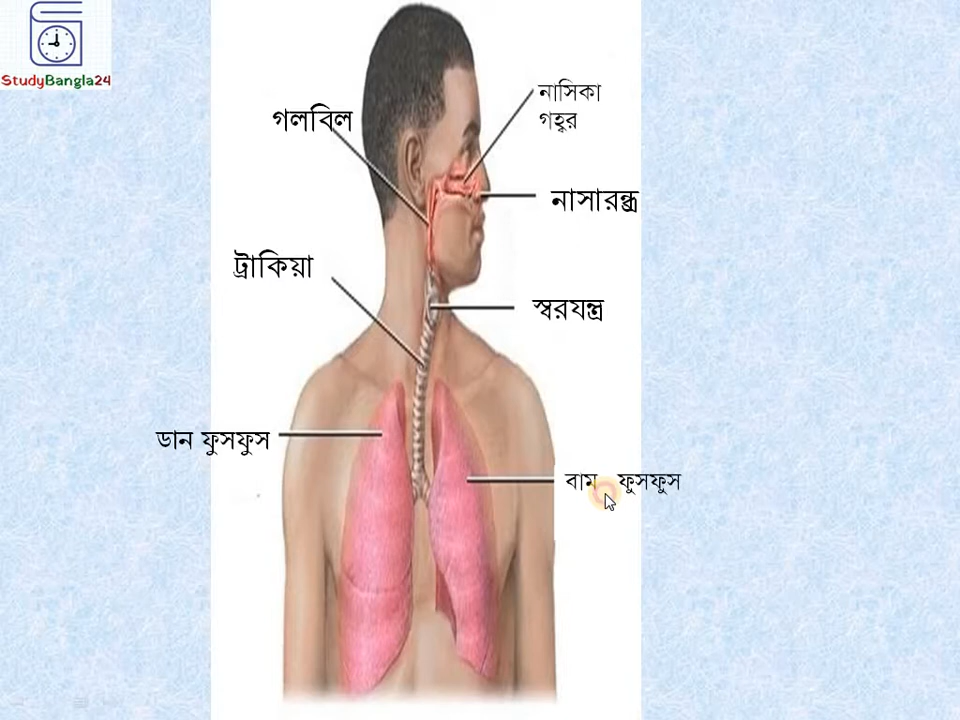 StudyBangla24
নাসিকা
গহ্বর
গলবিল
নাসারন্ধ্র
ট্রাকিয়া
স্বরযন্ত্র
ডান ফুসফুস
বাম ফুসফুস